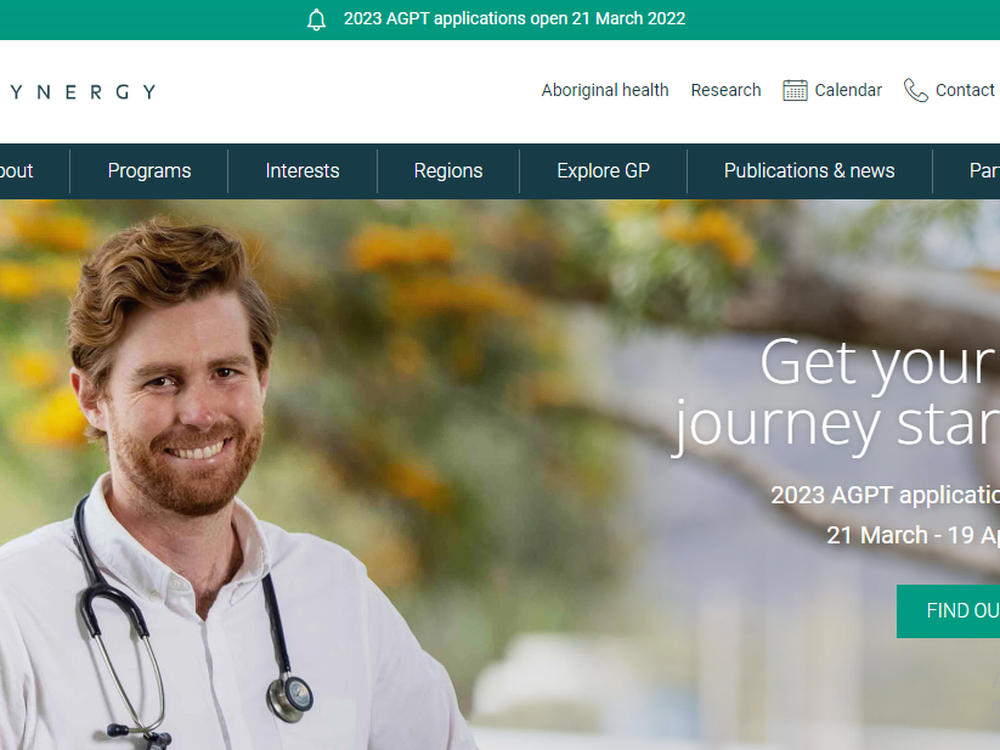 2023 AGPT applications open 21 March 2022
YNERGY
Aboriginal health Research Calendar Contact
out Programs Interests Regions Explore GP Publications & news Par
Get your
journey star
2023 AGPT applicatio
21 March - 19 Ap
FIND OU